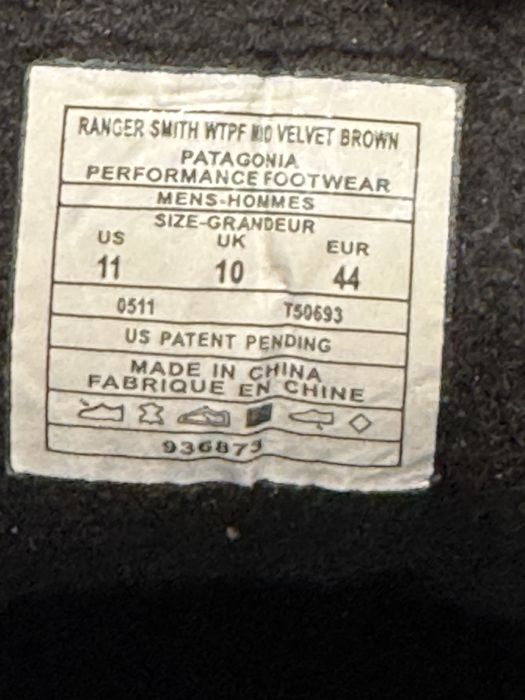 RANGER SMITH WTPF MID VELVET BROWN
PATAGONIA
PERFORMANCE FOOTWEAR
MENS-HOMMES
SIZE-GRANDEUR
US UK EUR
11 10 44
0511 T50693
US PATENT PENDING
MADE IN CHINA
FABRIQUE EN CHINE